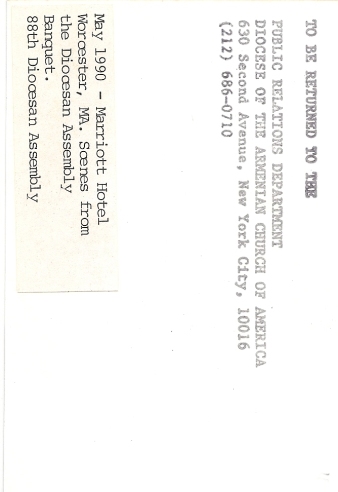 TO BE RETURNED TO THE
PUBLIC RELATIONS DEPARTMENT
DIOCESE OF THE ARMENIAN CHURCH OF AMERICA
630 Second Avenue, New York City, 10016
(212) 686-0710
May 1990 - Marriott Hotel
Worcester, MA. Scenes from
the Diocesan Assembly
Banquet.
88th Diocesan Assembly